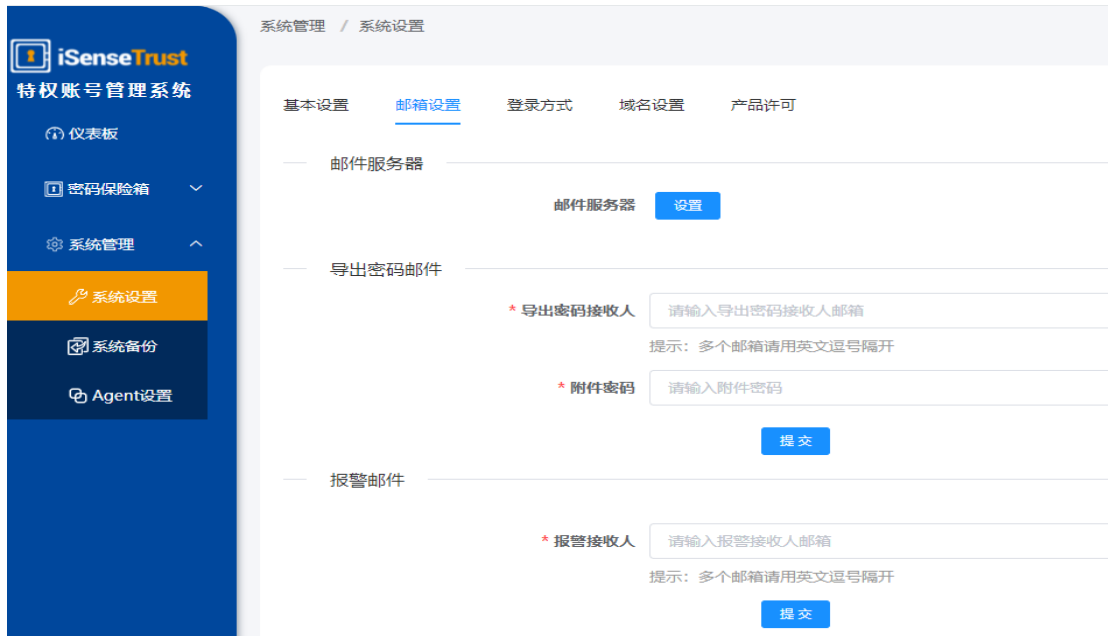 系统管理 / 系统设置
iSenseTrust
特权账号管理系统
仪表板
密码保险箱
系统管理
系统设置
系统备份
Agent设置
基本设置 邮箱设置 登录方式 域名设置 产品许可
邮件服务器
邮件服务器 设置
导出密码邮件
* 导出密码接收人 请输入导出密码接收人邮箱
提示：多个邮箱请用英文逗号隔开
* 附件密码 请输入附件密码
提交
报警邮件
* 报警接收人 请输入报警接收人邮箱
提示：多个邮箱请用英文逗号隔开
提交